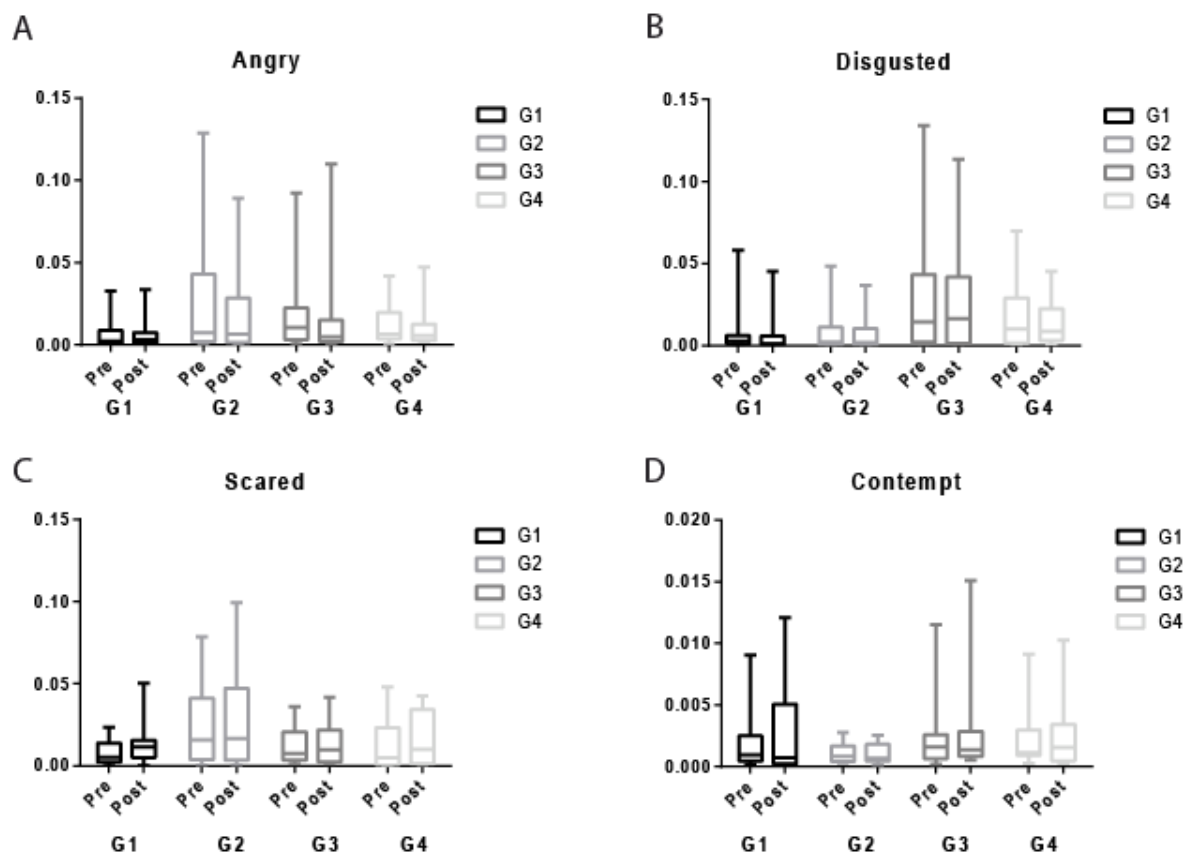 A
Angry
0.15
0.10
0.05
0.00
Pre Post Pre Post Pre Post Pre Post
G1 G2 G3 G4
G1
G2
G3
G4
B
Disgusted
0.15
0.10
0.05
0.00
Pre Post Pre Post Pre Post Pre Post
G1 G2 G3 G4
G1
G2
G3
G4
C
Scared
0.15
0.10
0.05
0.00
Pre Post Pre Post Pre Post Pre Post
G1 G2 G3 G4
G1
G2
G3
G4
D
Contempt
0.020
0.015
0.010
0.005
0.000
Pre Post Pre Post Pre Post Pre Post
G1 G2 G3 G4
G1
G2
G3
G4